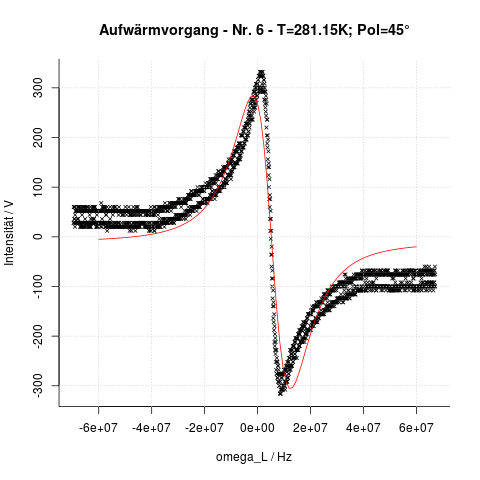 Aufwärmvorgang - Nr. 6 - T=281.15K; Pol=45°
Intensität / V
300
200
100
0
-100
-200
-300
-6e+07 -4e+07 -2e+07 0e+00 2e+07 4e+07 6e+07
omega_L / Hz